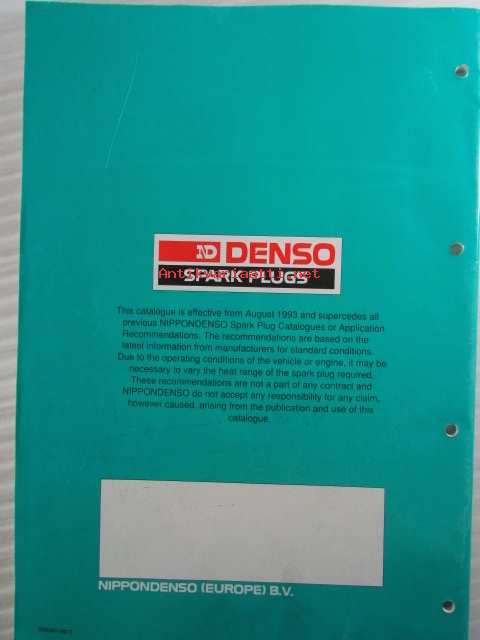 ND DENSO
SPARK PLUGS
Antikvariaatti.net
This catalogue is effective from August 1993 and supercedes all
previous NIPPONDENSO Spark Plug Catalogues or Application
Recommendations. The recommendations are based on the
latest information from manufacturers for standard conditions.
Due to the operating conditions of the vehicle or engine, it may be
necessary to vary the heat range of the spark plug required.
These recommendations are not a part of any contract and
NIPPONDENSO do not accept any responsibility for any claim,
however caused, arising from the publication and use of this
catalogue.
NIPPONDENSO (EUROPE) B.V.